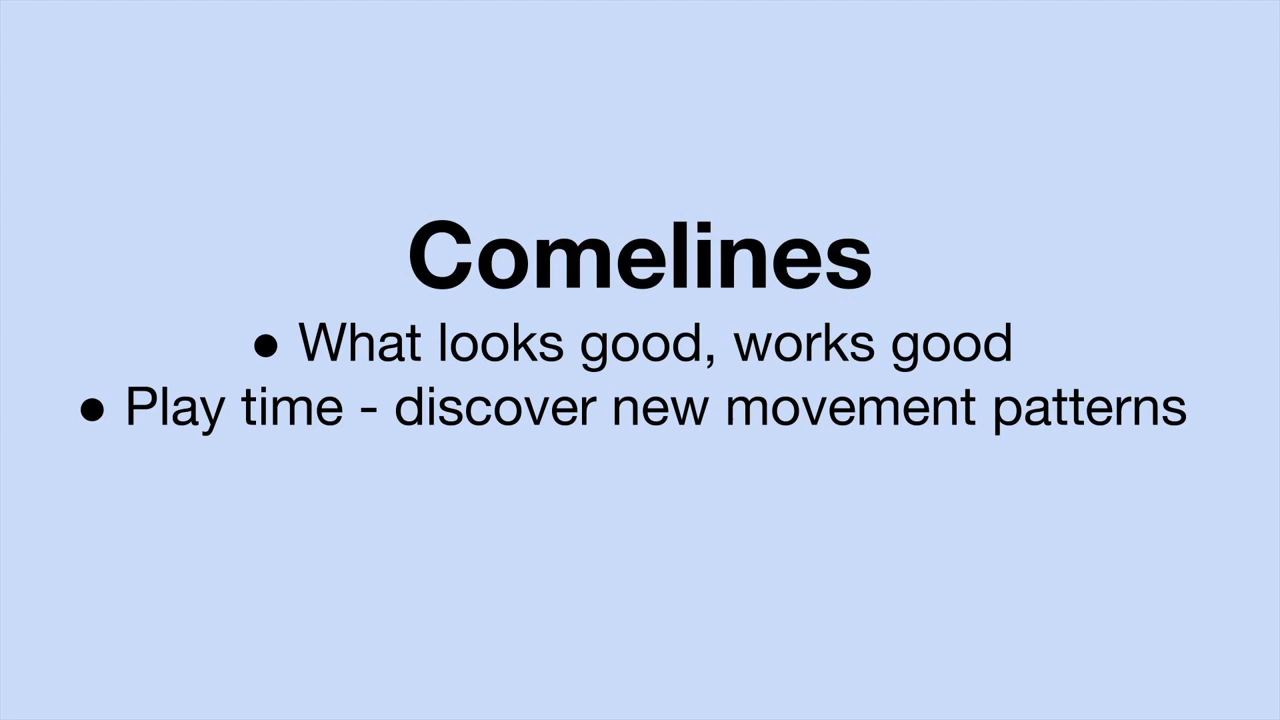 Comelines
● What looks good, works good
● Play time - discover new movement patterns